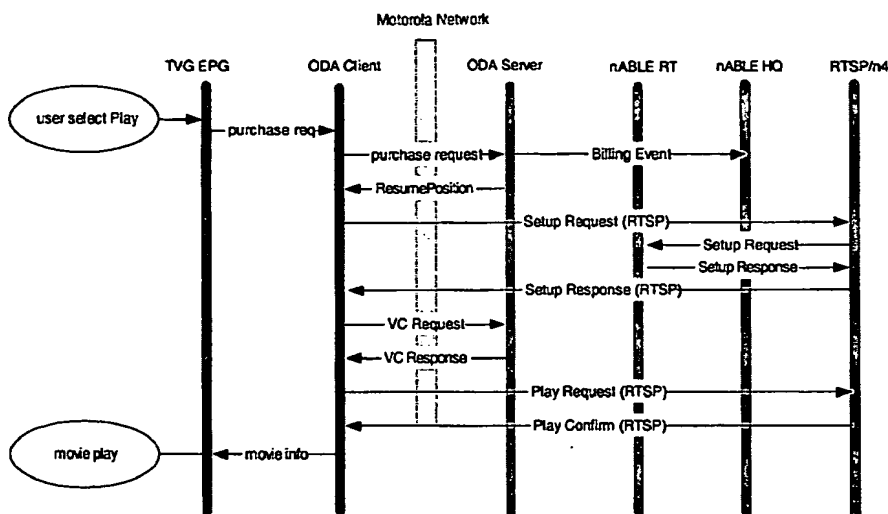 Motorola Network
TVG EPG
ODA Client
ODA Server
nABLE RT
nABLE HQ
RTSP/n4
user select Play
purchase req
purchase request
Billing Event
ResumePosition
Setup Request (RTSP)
Setup Request
Setup Response
Setup Response (RTSP)
VC Request
VC Response
Play Request (RTSP)
Play Confirm (RTSP)
movie play
movie info